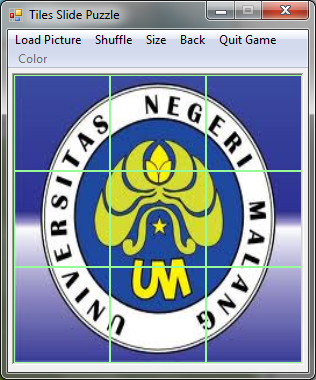 Tiles Slide Puzzle
Load Picture Shuffle Size Back Quit Game
Color
UNIVERSITAS NEGERI MALANG
UM